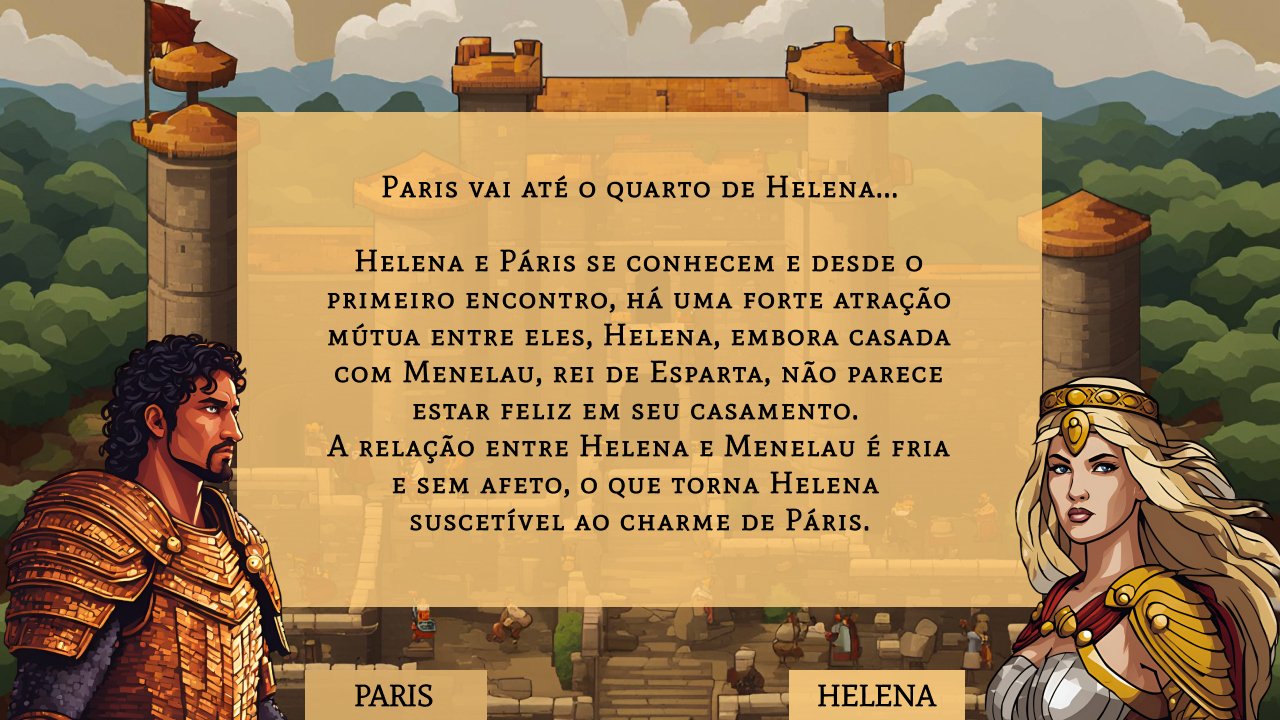 Paris vai até o quarto de Helena...
Helena e Páris se conhecem e desde o
primeiro encontro, há uma forte atração
mútua entre eles, Helena, embora casada
com Menelau, rei de Esparta, não parece
estar feliz em seu casamento.
A relação entre Helena e Menelau é fria
e sem afeto, o que torna Helena
suscetível ao charme de Páris.
PARIS
HELENA